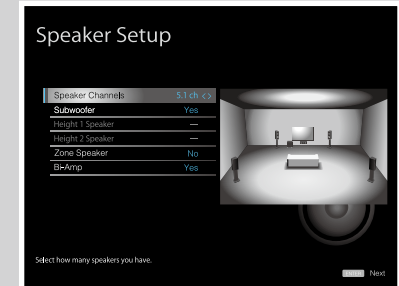 Speaker Setup
Speaker Channels 5.1 ch <>
Subwoofer Yes
Height 1 Speaker —
Height 2 Speaker —
Zone Speaker No
Bi-Amp Yes
Select how many speakers you have.
ENTER Next